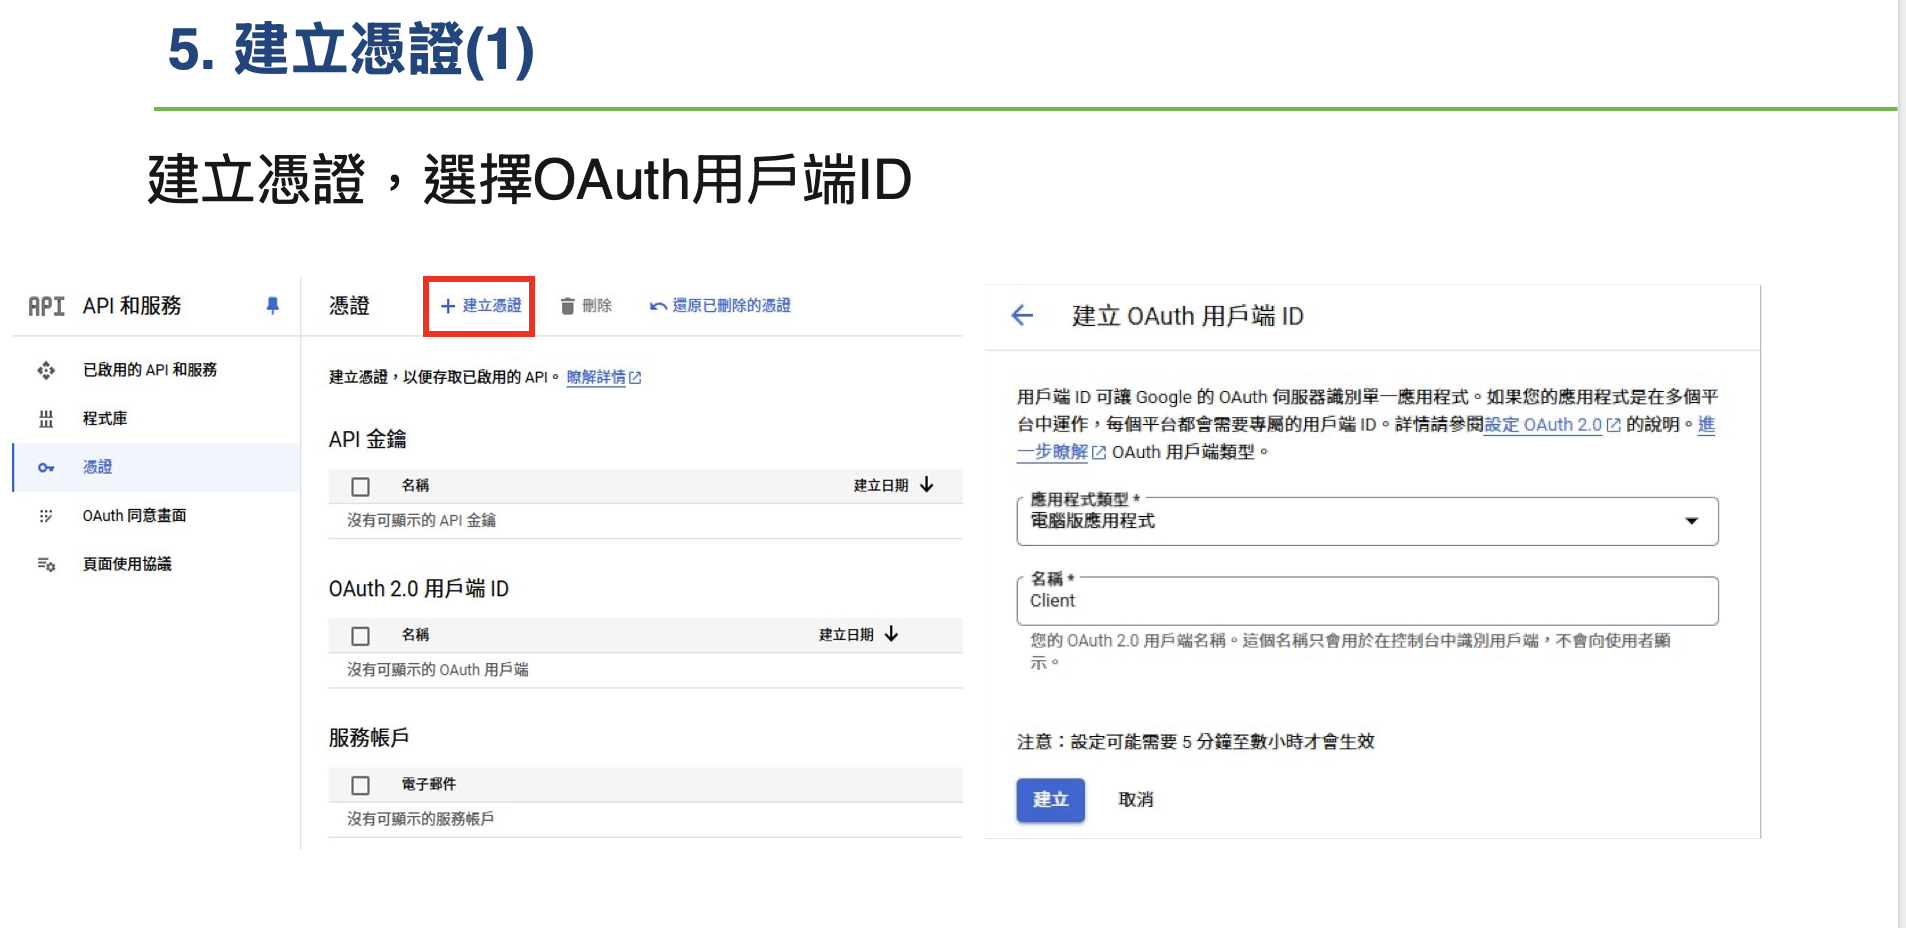 5. 建立憑證(1)
建立憑證，選擇OAuth用戶端ID
API API 和服務
已啟用的 API 和服務
程式庫
憑證
OAuth 同意畫面
頁面使用協議
憑證 + 建立憑證 刪除 還原已刪除的憑證
建立憑證，以便存取已啟用的 API。 瞭解詳情
API 金鑰
名稱 建立日期
沒有可顯示的 API 金鑰
OAuth 2.0 用戶端 ID
名稱 建立日期
沒有可顯示的 OAuth 用戶端
服務帳戶
電子郵件
沒有可顯示的服務帳戶
建立 OAuth 用戶端 ID
用戶端 ID 可讓 Google 的 OAuth 伺服器識別單一應用程式。如果您的應用程式是在多個平
台中運作，每個平台都會需要專屬的用戶端 ID。詳情請參閱設定 OAuth 2.0 的說明。進
一步瞭解 OAuth 用戶端類型。
應用程式類型 *
電腦版應用程式
名稱 *
Client
您的 OAuth 2.0 用戶端名稱。這個名稱只會用於在控制台中識別用戶端，不會向使用者顯
示。
注意：設定可能需要 5 分鐘至數小時才會生效
建立 取消